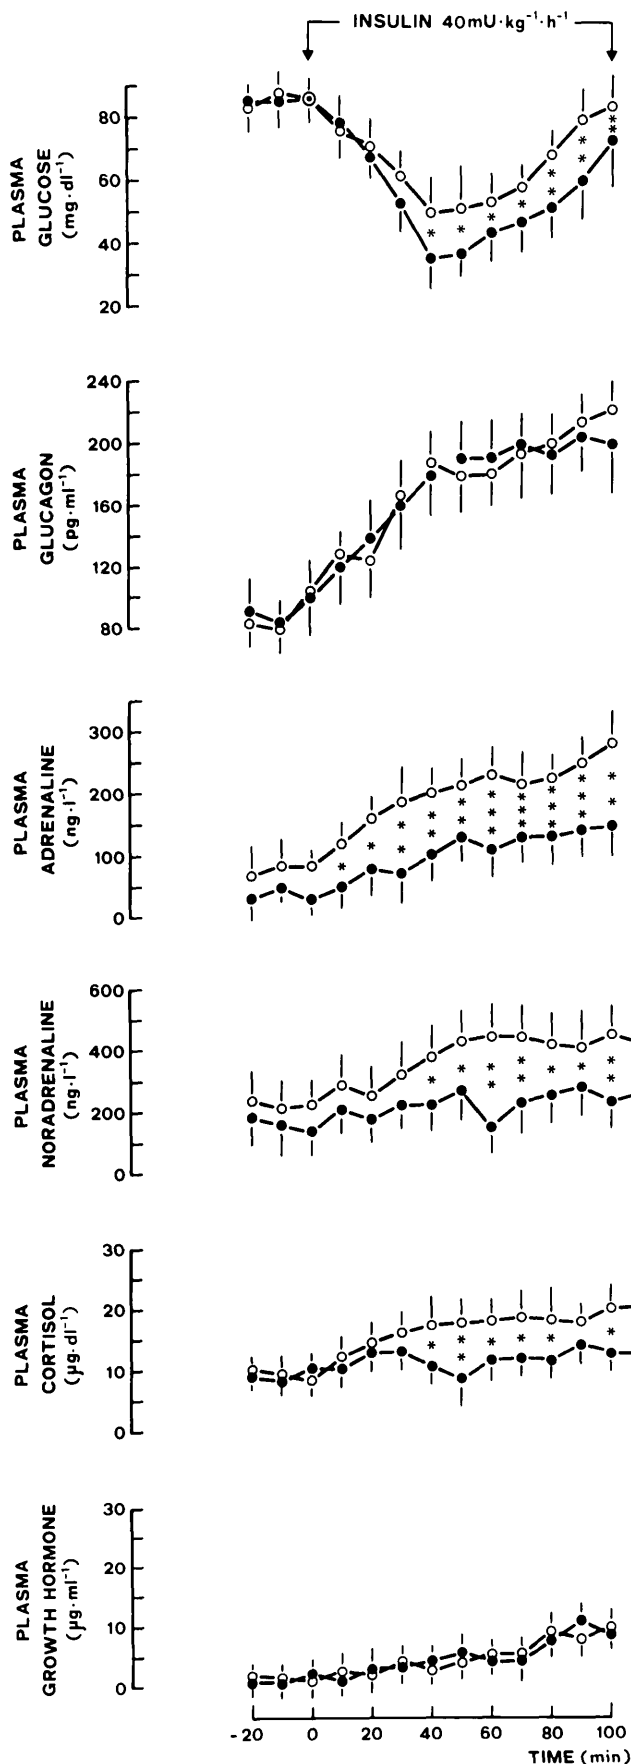 INSULIN 40mU·kg⁻¹·h⁻¹
PLASMA
GLUCOSE
(mg·dl⁻¹)
80
60
40
20
PLASMA
GLUCAGON
(pg·ml⁻¹)
240
200
160
120
80
PLASMA
ADRENALINE
(ng·l⁻¹)
300
200
100
0
PLASMA
NORADRENALINE
(ng·l⁻¹)
600
400
200
0
PLASMA
CORTISOL
(µg·dl⁻¹)
30
20
10
0
PLASMA
GROWTH HORMONE
(µg·ml⁻¹)
30
20
10
0
-20 0 20 40 60 80 100
TIME (min)